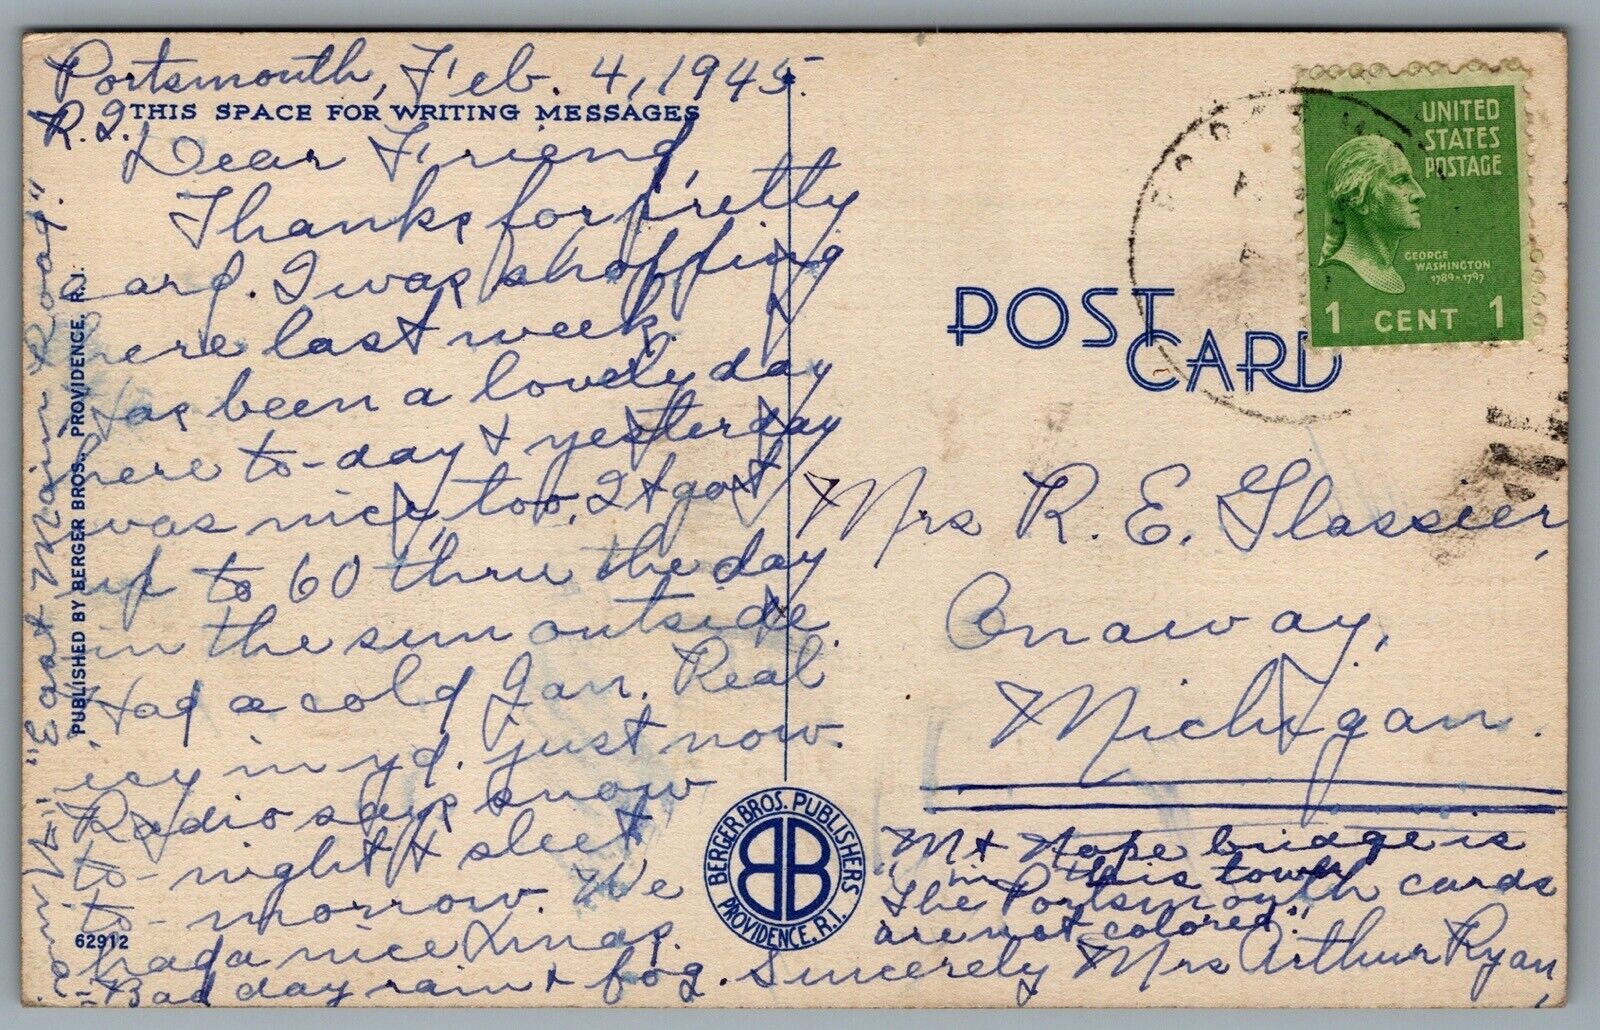 Portsmouth, Feb. 4, 1945.
R.I.
THIS SPACE FOR WRITING MESSAGES
Dear Friend,
Thanks for pretty
card. I was shopping
here last week.
Has been a lovely day
here to-day & yesterday
was nice, too. It got
up to 60 thru the day
in the sun outside.
Had a cold Jan. Real
icy in yd. just now.
Radio says snow
to-night & sleet
to-morrow. We
had a nice Xmas.
Bad day rain & fog. Sincerely Mrs Arthur Ryan,
"East Main Road."
PUBLISHED BY BERGER BROS., PROVIDENCE, R.I.
62912
BERGER BROS. PUBLISHERS
BB
PROVIDENCE, R.I.
POST CARD
UNITED
STATES
POSTAGE
GEORGE
WASHINGTON
1789-1797
1 CENT 1
Mrs R. E. Glassier,
Onaway,
Michigan.
"Mt Hope bridge is
in this town
The Portsmouth cards
are not colored."